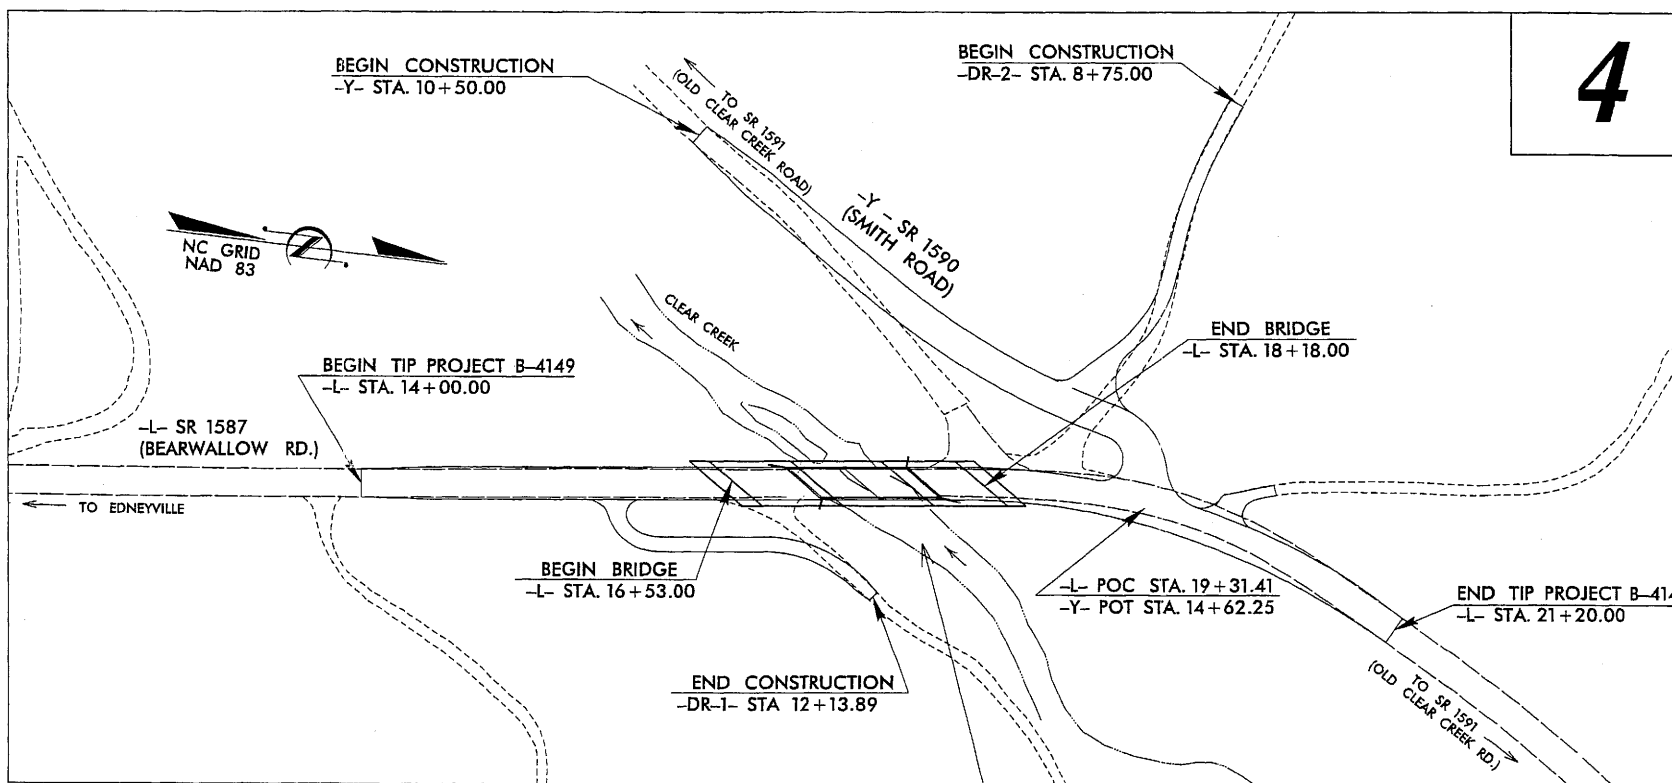 4
BEGIN CONSTRUCTION
-Y- STA. 10+50.00
BEGIN CONSTRUCTION
-DR-2- STA. 8+75.00
TO SR 1591
(OLD CLEAR CREEK ROAD)
-Y- SR 1590
(SMITH ROAD)
NC GRID
NAD 83
CLEAR CREEK
END BRIDGE
-L- STA. 18+18.00
BEGIN TIP PROJECT B-4149
-L- STA. 14+00.00
-L- SR 1587
(BEARWALLOW RD.)
TO EDNEYVILLE
BEGIN BRIDGE
-L- STA. 16+53.00
-L- POC STA. 19+31.41
-Y- POT STA. 14+62.25
END TIP PROJECT B-414
-L- STA. 21+20.00
END CONSTRUCTION
-DR-1- STA 12+13.89
TO SR 1591
(OLD CLEAR CREEK RD.)